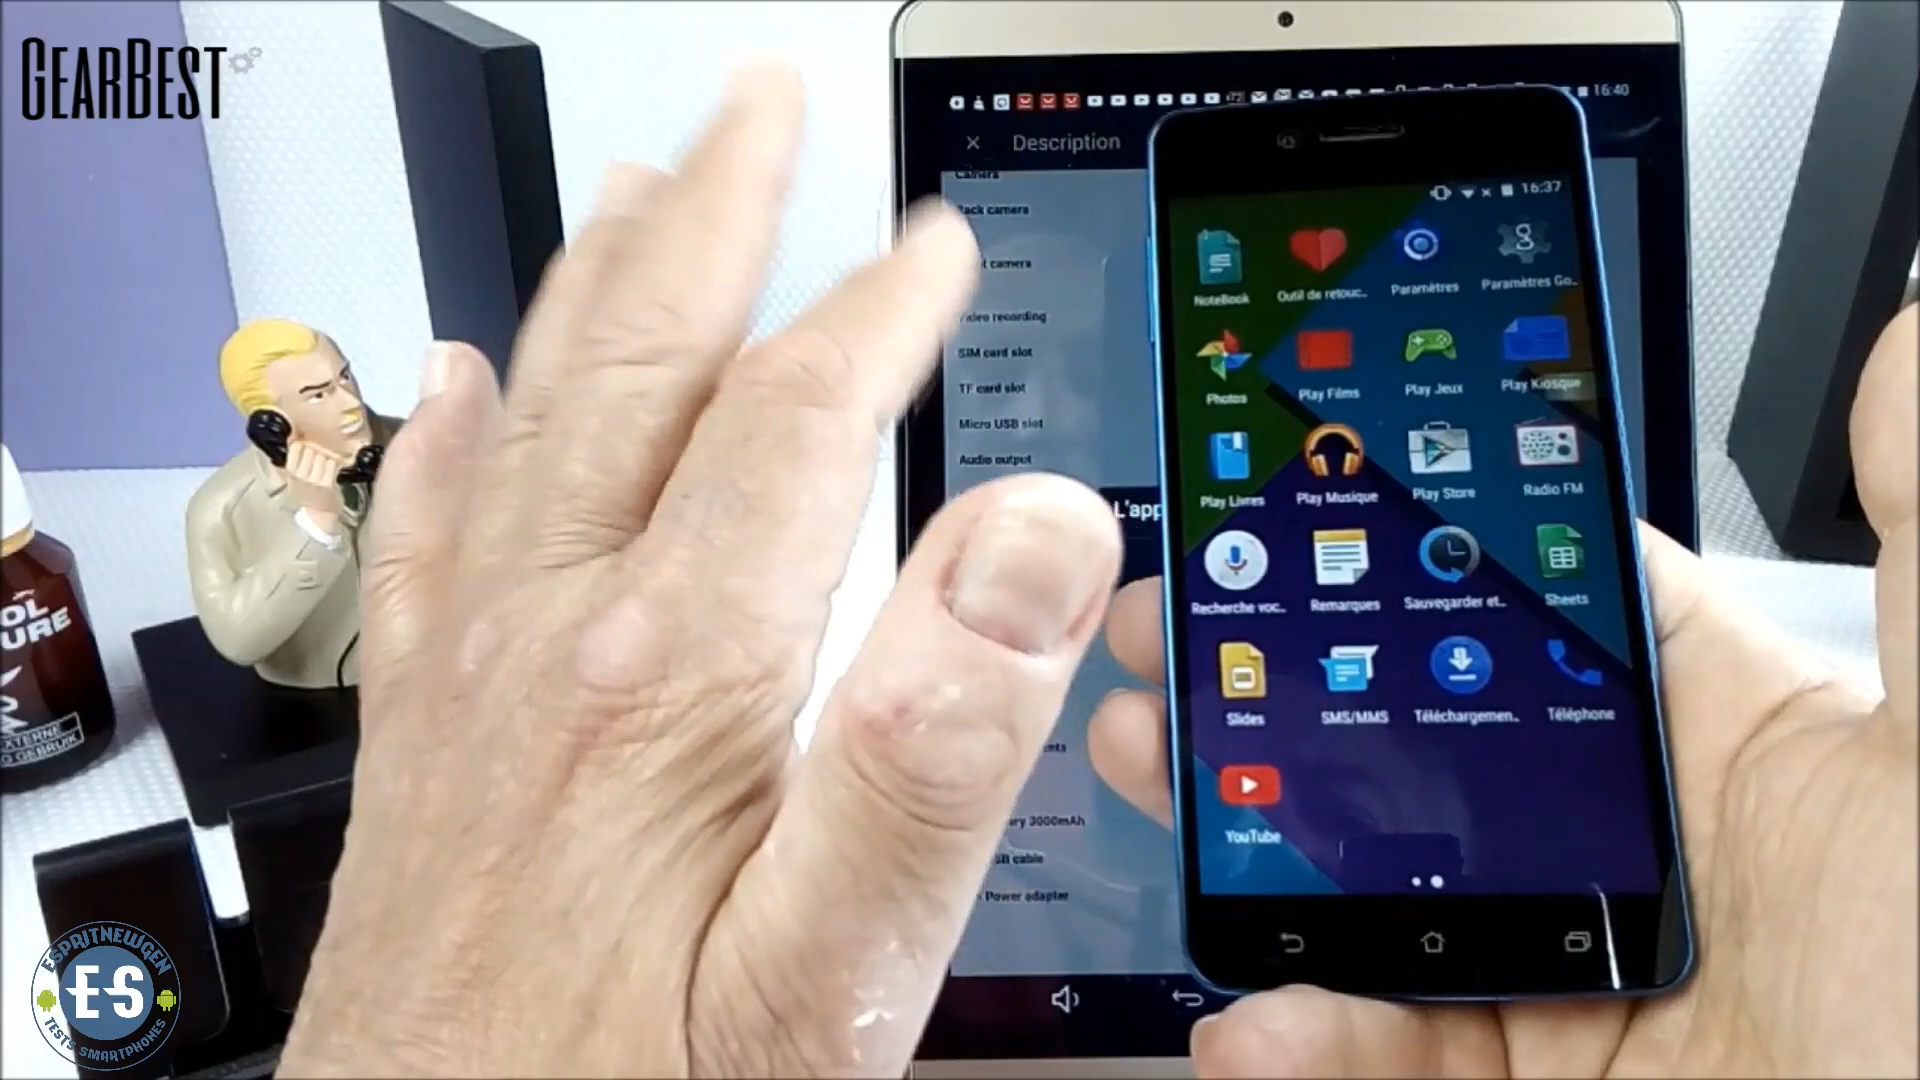 GEARBEST
16:40
Description
Camera
Back camera
camera
Video recording
SIM card slot
TF card slot
Micro USB slot
Audio output
L'app
3000mAh
cable
Power adapter
16:37
NoteBook
Outil de retouc..
Paramètres
Paramètres Go..
Photos
Play Films
Play Jeux
Play Kiosque
Play Livres
Play Musique
Play Store
Radio FM
Recherche voc..
Remarques
Sauvegarder et..
Sheets
Slides
SMS/MMS
Téléchargemen..
Téléphone
YouTube
OL
URE
XTERNE
GEBRUIK
ESPRITNEWGEN
ES
TESTS SMARTPHONES